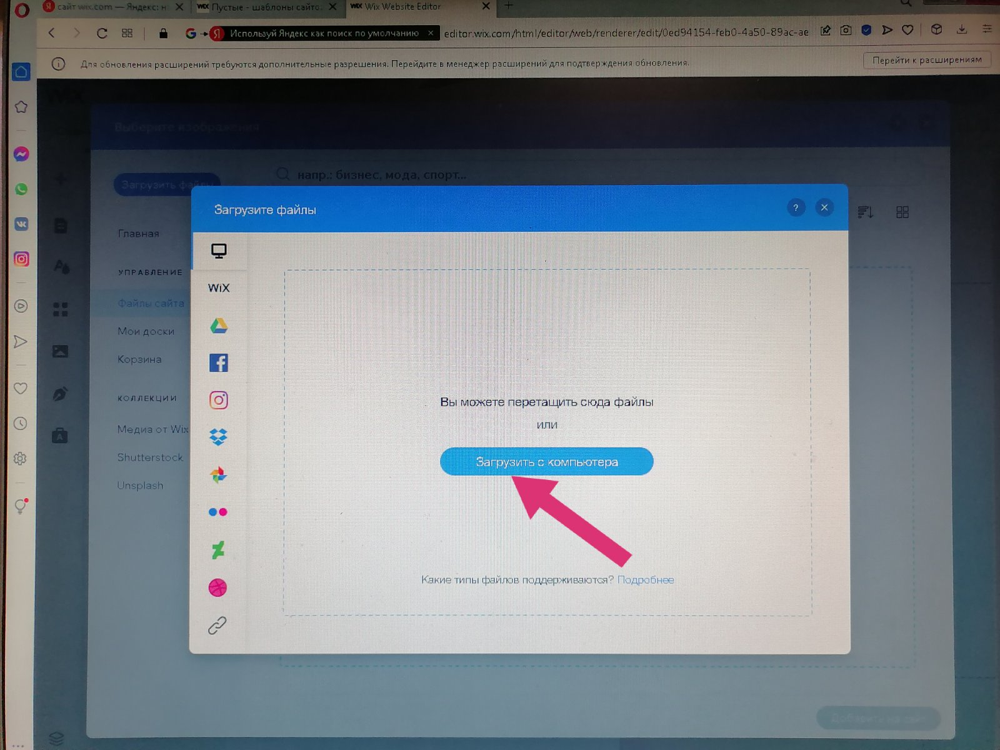 сайт wix.com — Яндекс: н
WIX Пустые - шаблоны сайто
WIX Wix Website Editor
Используй Яндекс как поиск по умолчанию
editor.wix.com/html/editor/web/renderer/edit/0ed94154-feb0-4a50-89ac-ae
Для обновления расширений требуются дополнительные разрешения. Перейдите в менеджер расширений для подтверждения обновления.
Перейти к расширениям
WIX
Выберите изображения
Загрузить файлы
напр.: бизнес, мода, спорт...
Главная
УПРАВЛЕНИЕ
Файлы сайта
Мои доски
Корзина
КОЛЛЕКЦИИ
Медиа от Wix
Shutterstock
Unsplash
Загрузите файлы
?
WiX
Вы можете перетащить сюда файлы
или
Загрузить с компьютера
Какие типы файлов поддерживаются? Подробнее
Добавить на сайт